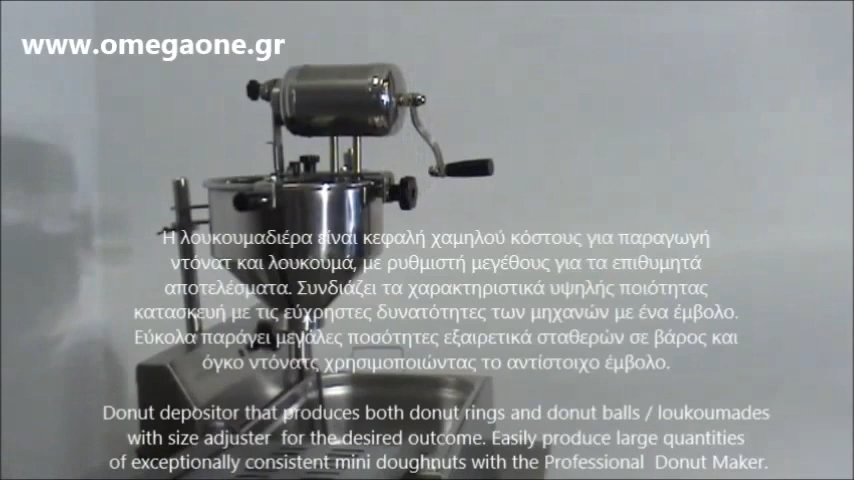 www.omegaone.gr
Η λουκουμαδιέρα είναι κεφαλή χαμηλού κόστους για παραγωγή
ντόνατ και λουκουμά, με ρυθμιστή μεγέθους για τα επιθυμητά
αποτελέσματα. Συνδιάζει τα χαρακτηριστικά υψηλής ποιότητας
κατασκευή με τις εύχρηστες δυνατότητες των μηχανών με ένα έμβολο.
Εύκολα παράγει μεγάλες ποσότητες εξαιρετικά σταθερών σε βάρος και
όγκο ντόνατς χρησιμοποιώντας το αντίστοιχο έμβολο.
Donut depositor that produces both donut rings and donut balls / loukoumades
with size adjuster for the desired outcome. Easily produce large quantities
of exceptionally consistent mini doughnuts with the Professional Donut Maker.